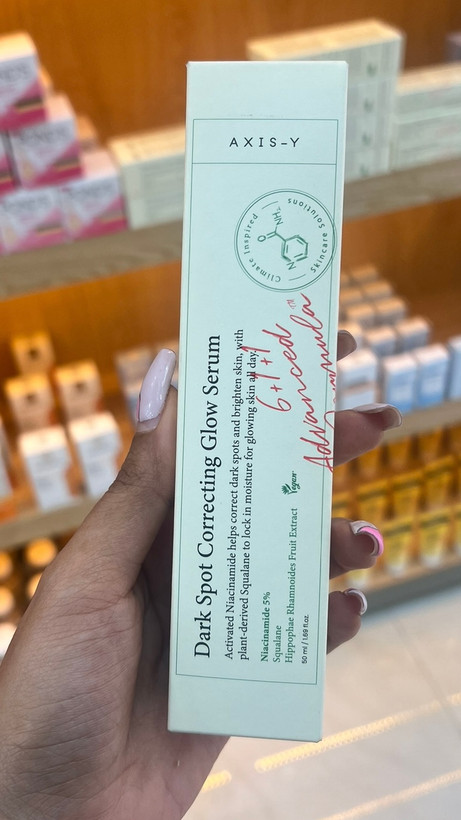 AXIS-Y
Climate Inspired
Skincare Solutions
O
NH₂
N
6+1+1
Advanced
Formula™
Dark Spot Correcting Glow Serum
Activated Niacinamide helps correct dark spots and brighten skin, with
plant-derived Squalane to lock in moisture for glowing skin all day.
Vegan
Niacinamide 5%
Squalane
Hippophae Rhamnoides Fruit Extract
50 ml / 1.69 fl.oz.